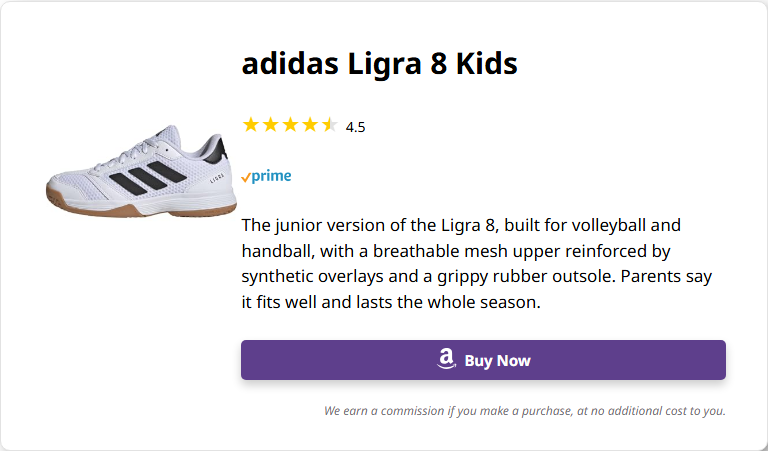 adidas Ligra 8 Kids
4.5
prime
LIGRA
The junior version of the Ligra 8, built for volleyball and
handball, with a breathable mesh upper reinforced by
synthetic overlays and a grippy rubber outsole. Parents say
it fits well and lasts the whole season.
a Buy Now
We earn a commission if you make a purchase, at no additional cost to you.